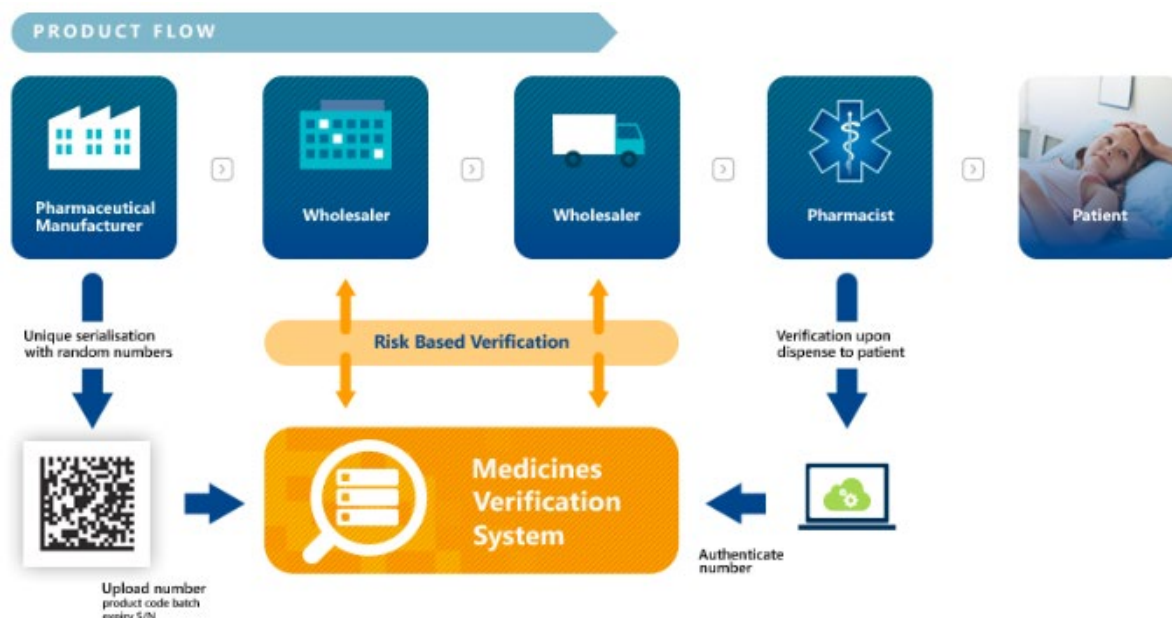 PRODUCT FLOW
Pharmaceutical
Manufacturer
Wholesaler
Wholesaler
Pharmacist
Patient
Unique serialisation
with random numbers
Risk Based Verification
Verification upon
dispense to patient
Medicines
Verification
System
Authenticate
number
Upload number
product code batch
expiry S/N